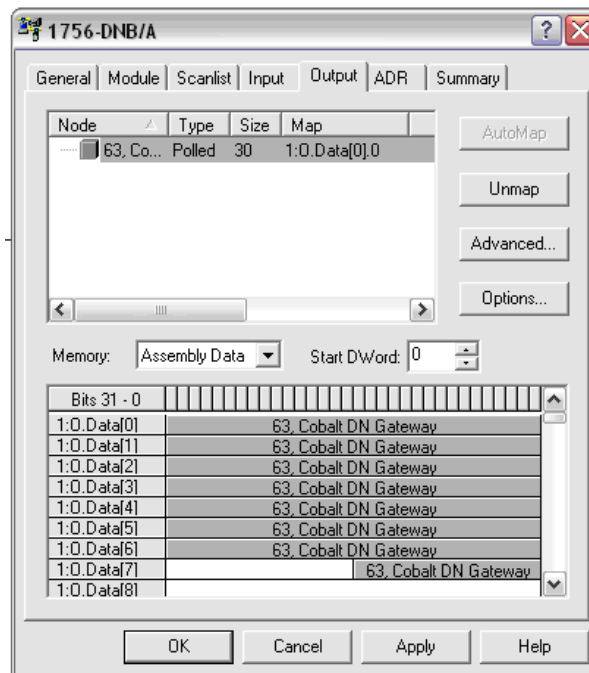 1756-DNB/A
General Module Scanlist Input Output ADR Summary
Node Type Size Map
63, Co... Polled 30 1:O.Data[0].0
AutoMap
Unmap
Advanced...
Options...
Memory: Assembly Data Start DWord: 0
Bits 31 - 0
1:O.Data[0] 63, Cobalt DN Gateway
1:O.Data[1] 63, Cobalt DN Gateway
1:O.Data[2] 63, Cobalt DN Gateway
1:O.Data[3] 63, Cobalt DN Gateway
1:O.Data[4] 63, Cobalt DN Gateway
1:O.Data[5] 63, Cobalt DN Gateway
1:O.Data[6] 63, Cobalt DN Gateway
1:O.Data[7] 63, Cobalt DN Gateway
1:O.Data[8]
OK Cancel Apply Help